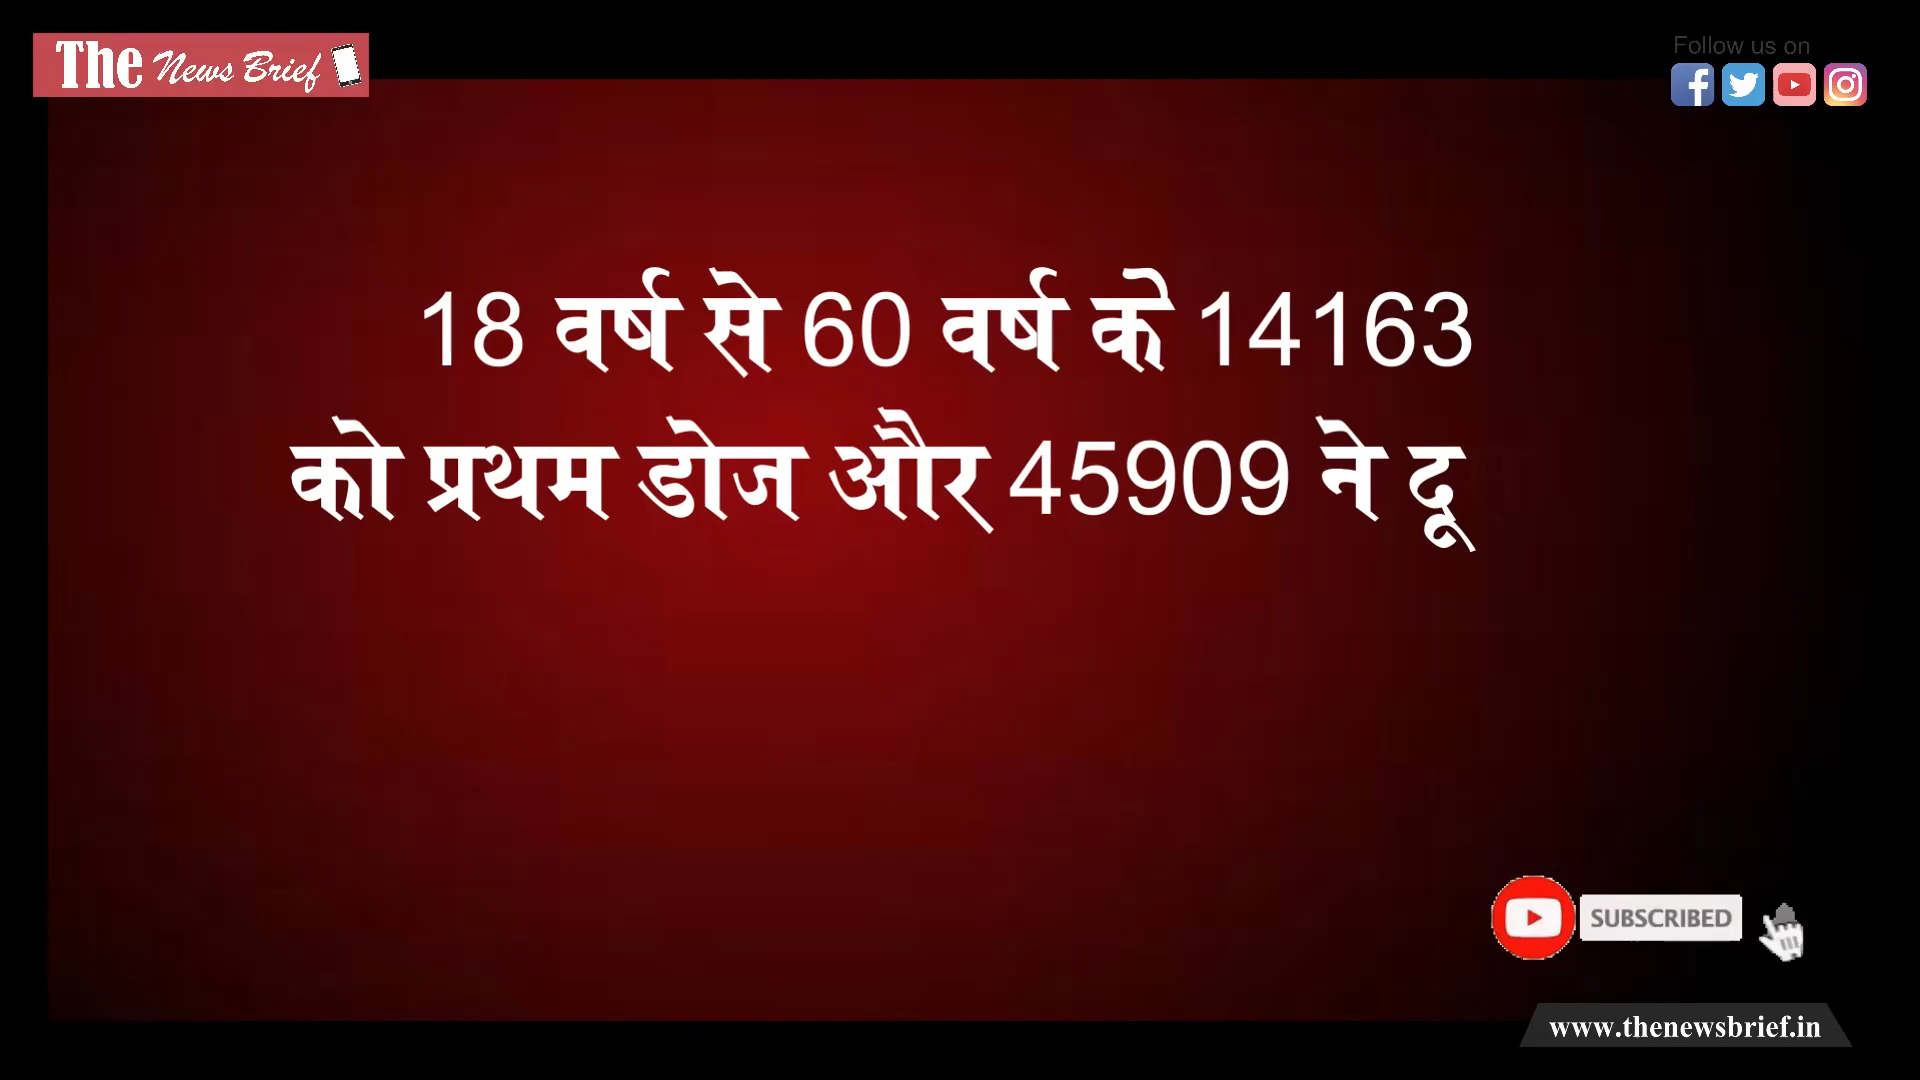 The News Brief
Follow us on
18 वर्ष से 60 वर्ष के 14163
को प्रथम डोज और 45909 ने दू
SUBSCRIBED
www.thenewsbrief.in